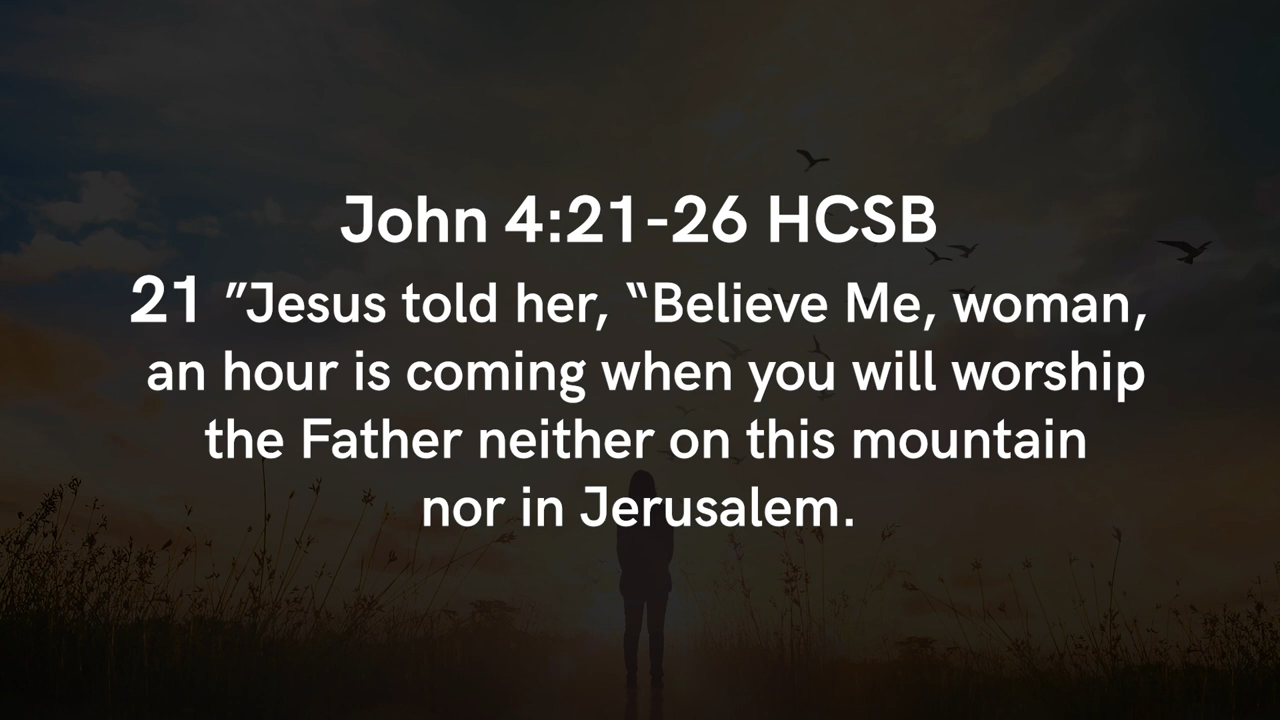 John 4:21-26 HCSB
21 ”Jesus told her, “Believe Me, woman,
an hour is coming when you will worship
the Father neither on this mountain
nor in Jerusalem.